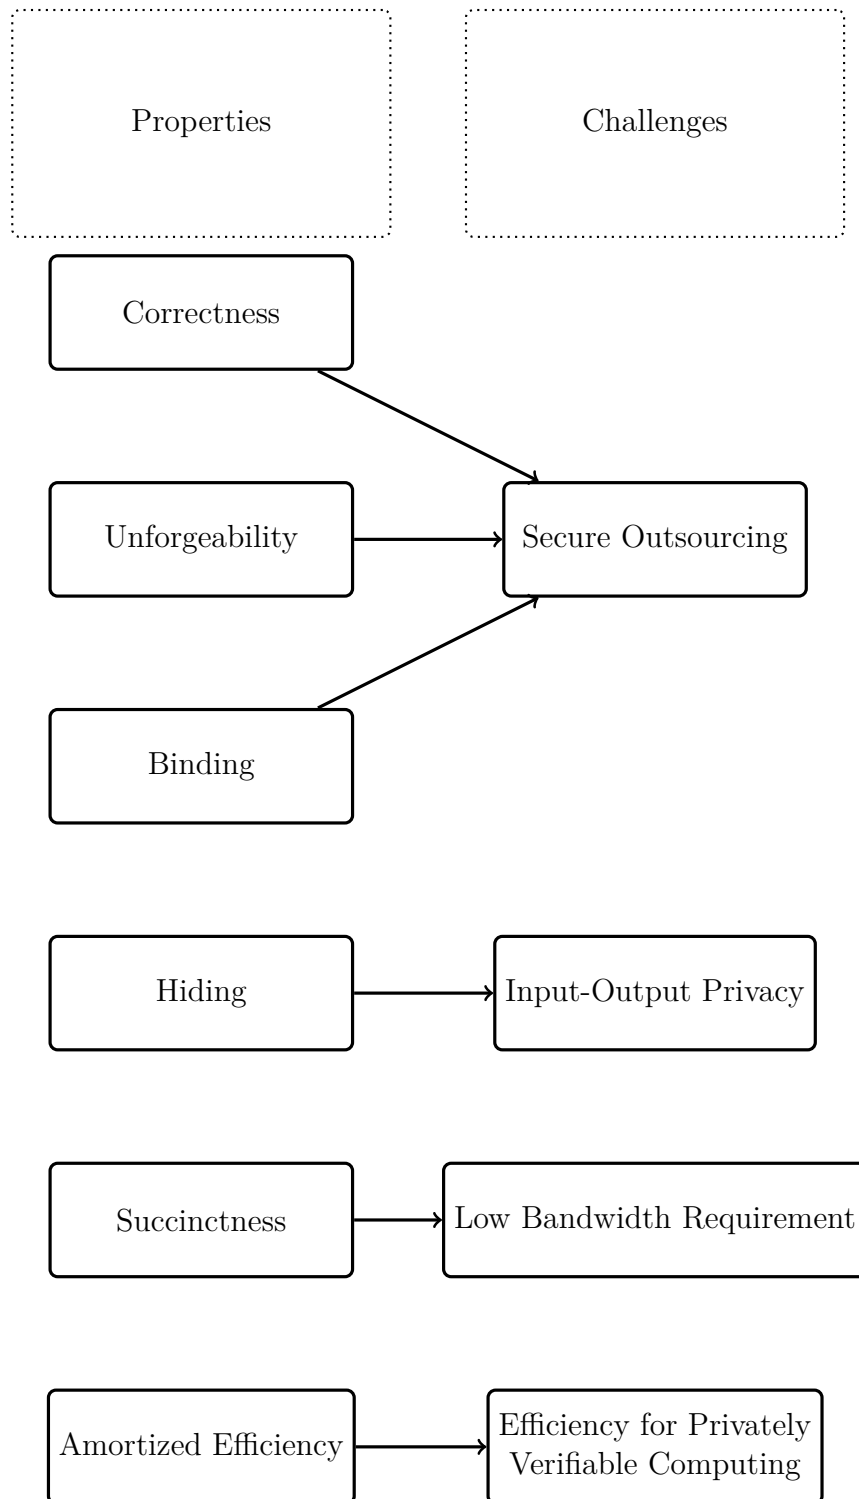 Properties
Challenges
Correctness
Unforgeability
Secure Outsourcing
Binding
Hiding
Input-Output Privacy
Succinctness
Low Bandwidth Requirement
Amortized Efficiency
Efficiency for Privately
Verifiable Computing